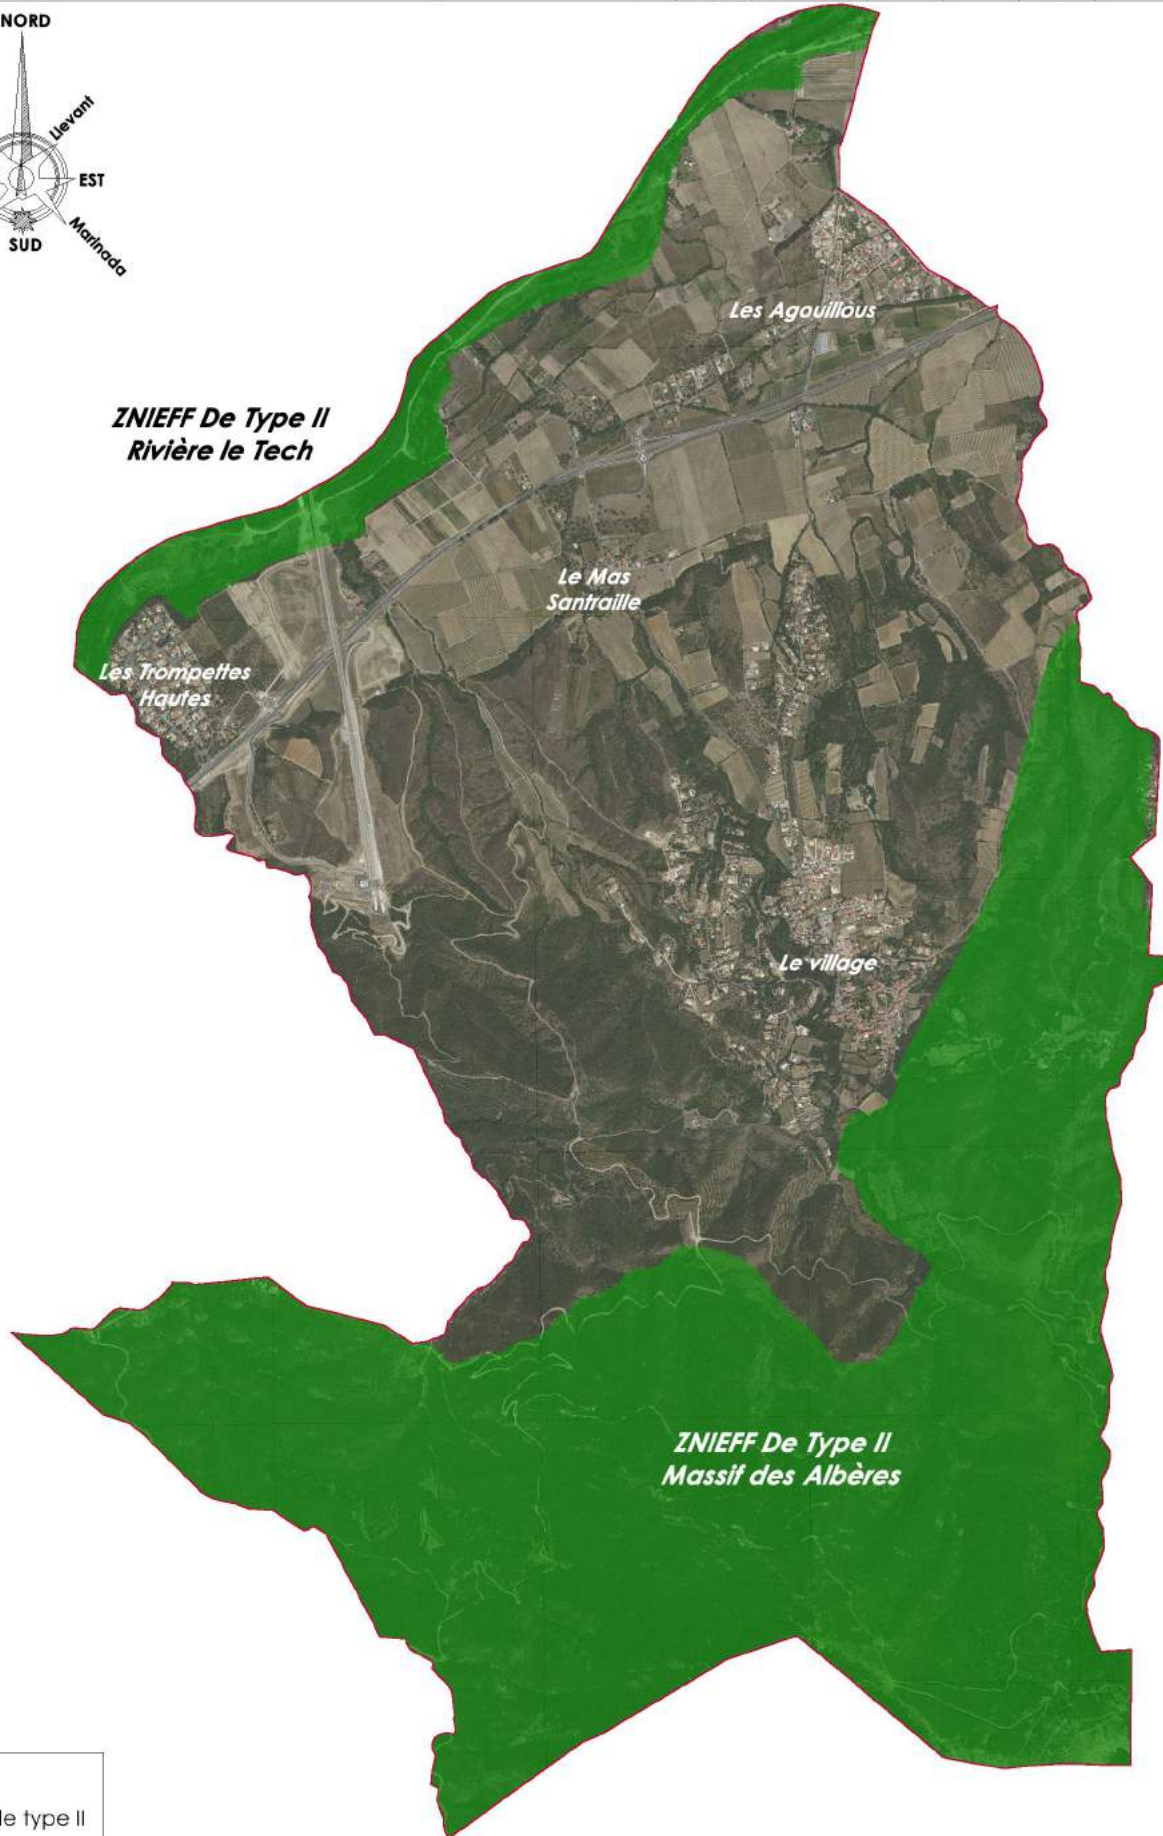 NORD
Llevant
EST
Marinada
SUD
Les Agouillous
ZNIEFF De Type II
Rivière le Tech
Le Mas
Santraille
Les Trompettes
Hautes
Le village
ZNIEFF De Type II
Massif des Albères
de type II